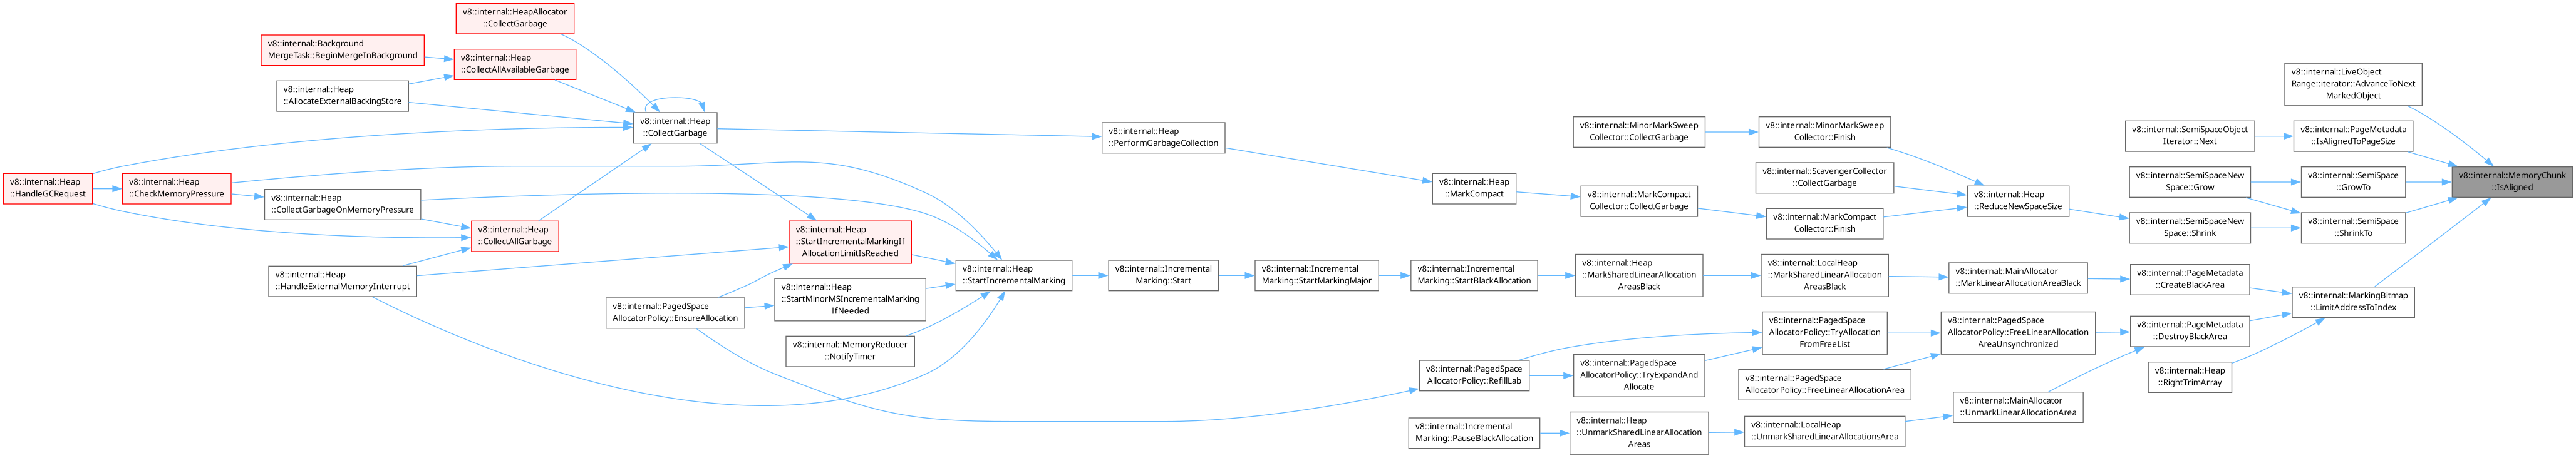 v8::internal::HeapAllocator
::CollectGarbage
v8::internal::Background
MergeTask::BeginMergeInBackground
v8::internal::Heap
::CollectAllAvailableGarbage
v8::internal::Heap
::AllocateExternalBackingStore
v8::internal::Heap
::CollectGarbage
v8::internal::Heap
::HandleGCRequest
v8::internal::Heap
::CheckMemoryPressure
v8::internal::Heap
::CollectGarbageOnMemoryPressure
v8::internal::Heap
::CollectAllGarbage
v8::internal::Heap
::HandleExternalMemoryInterrupt
v8::internal::Heap
::StartIncrementalMarkingIf
AllocationLimitIsReached
v8::internal::Heap
::StartMinorMSIncrementalMarking
IfNeeded
v8::internal::PagedSpace
AllocatorPolicy::EnsureAllocation
v8::internal::MemoryReducer
::NotifyTimer
v8::internal::Heap
::StartIncrementalMarking
v8::internal::Heap
::PerformGarbageCollection
v8::internal::Incremental
Marking::Start
v8::internal::Incremental
Marking::StartMarkingMajor
v8::internal::Heap
::MarkCompact
v8::internal::Incremental
Marking::StartBlackAllocation
v8::internal::PagedSpace
AllocatorPolicy::RefillLab
v8::internal::Incremental
Marking::PauseBlackAllocation
v8::internal::MinorMarkSweep
Collector::CollectGarbage
v8::internal::MarkCompact
Collector::CollectGarbage
v8::internal::Heap
::MarkSharedLinearAllocation
AreasBlack
v8::internal::PagedSpace
AllocatorPolicy::TryExpandAnd
Allocate
v8::internal::Heap
::UnmarkSharedLinearAllocation
Areas
v8::internal::MinorMarkSweep
Collector::Finish
v8::internal::ScavengerCollector
::CollectGarbage
v8::internal::MarkCompact
Collector::Finish
v8::internal::LocalHeap
::MarkSharedLinearAllocation
AreasBlack
v8::internal::PagedSpace
AllocatorPolicy::TryAllocation
FromFreeList
v8::internal::PagedSpace
AllocatorPolicy::FreeLinearAllocationArea
v8::internal::LocalHeap
::UnmarkSharedLinearAllocationsArea
v8::internal::Heap
::ReduceNewSpaceSize
v8::internal::MainAllocator
::MarkLinearAllocationAreaBlack
v8::internal::PagedSpace
AllocatorPolicy::FreeLinearAllocation
AreaUnsynchronized
v8::internal::MainAllocator
::UnmarkLinearAllocationArea
v8::internal::SemiSpaceObject
Iterator::Next
v8::internal::SemiSpaceNew
Space::Grow
v8::internal::SemiSpaceNew
Space::Shrink
v8::internal::PageMetadata
::CreateBlackArea
v8::internal::PageMetadata
::DestroyBlackArea
v8::internal::Heap
::RightTrimArray
v8::internal::LiveObject
Range::iterator::AdvanceToNext
MarkedObject
v8::internal::PageMetadata
::IsAlignedToPageSize
v8::internal::SemiSpace
::GrowTo
v8::internal::SemiSpace
::ShrinkTo
v8::internal::MarkingBitmap
::LimitAddressToIndex
v8::internal::MemoryChunk
::IsAligned